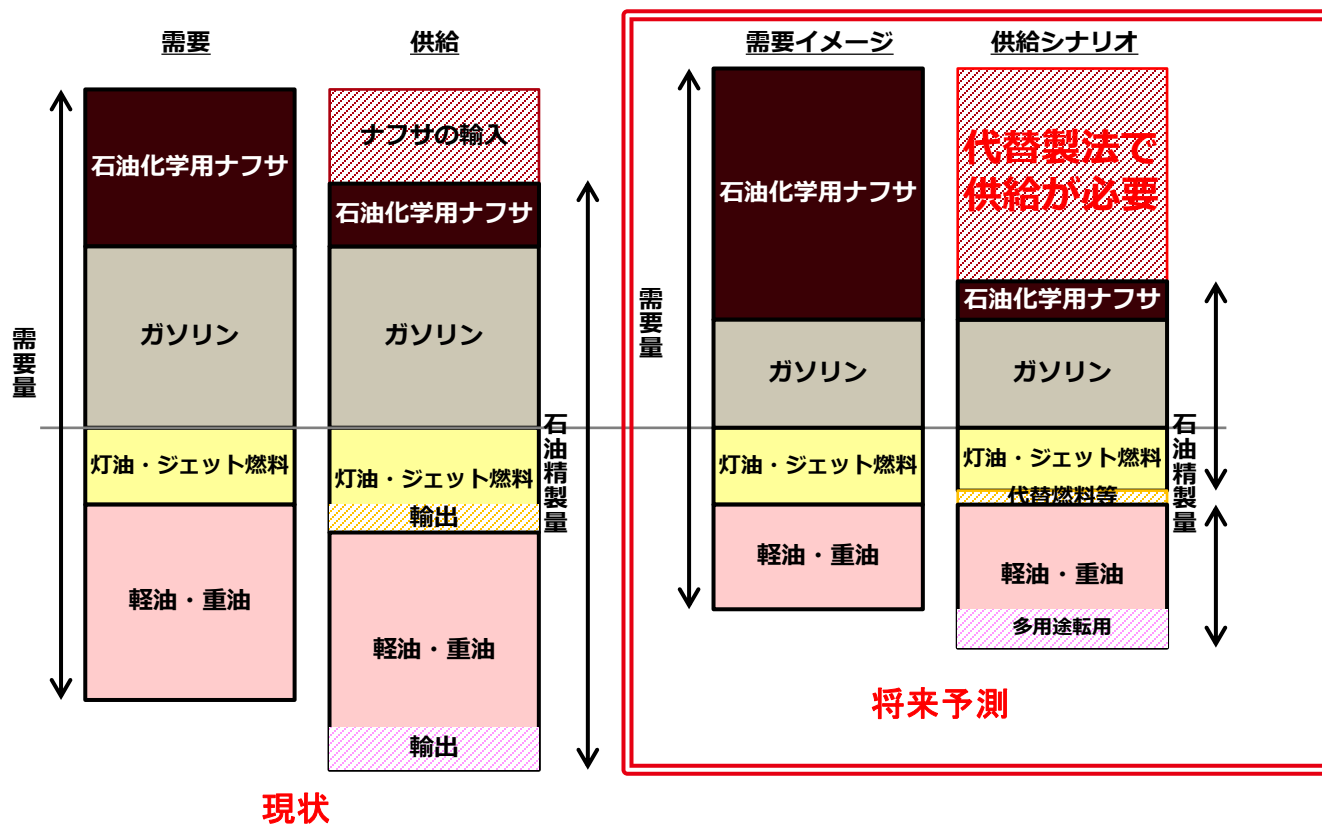 需要
供給
需要イメージ
供給シナリオ
需要量
石油化学用ナフサ
ガソリン
灯油・ジェット燃料
軽油・重油
ナフサの輸入
石油化学用ナフサ
ガソリン
灯油・ジェット燃料
輸出
軽油・重油
輸出
石油精製量
現状
需要量
石油化学用ナフサ
ガソリン
灯油・ジェット燃料
軽油・重油
代替製法で
供給が必要
石油化学用ナフサ
ガソリン
灯油・ジェット燃料
代替燃料等
軽油・重油
多用途転用
石油精製量
将来予測